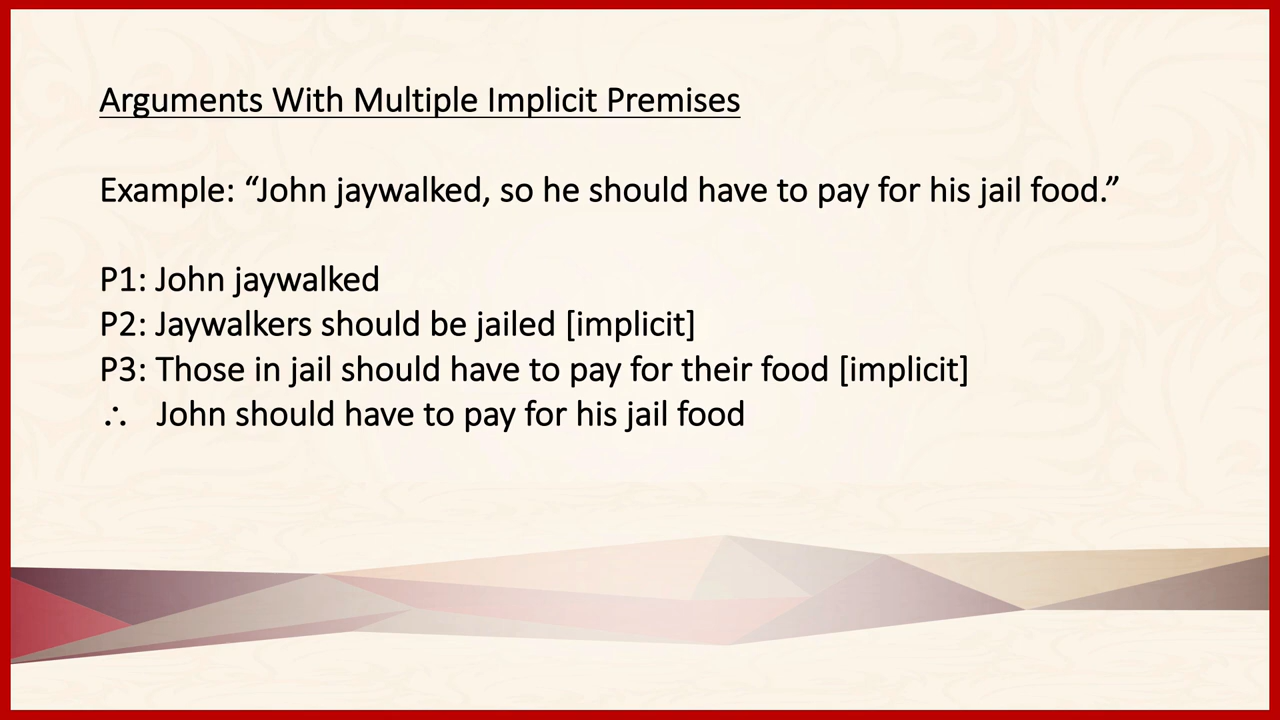 Arguments With Multiple Implicit Premises
Example: “John jaywalked, so he should have to pay for his jail food.”
P1: John jaywalked
P2: Jaywalkers should be jailed [implicit]
P3: Those in jail should have to pay for their food [implicit]
∴ John should have to pay for his jail food